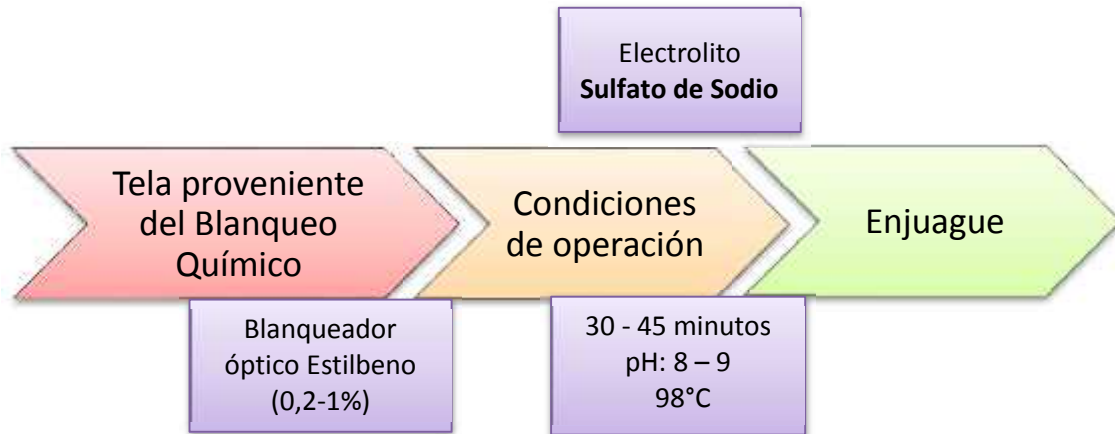 Electrolito
Sulfato de Sodio
Tela proveniente
del Blanqueo
Químico
Condiciones
de operación
Enjuague
Blanqueador
óptico Estilbeno
(0,2-1%)
30 - 45 minutos
pH: 8 – 9
98°C